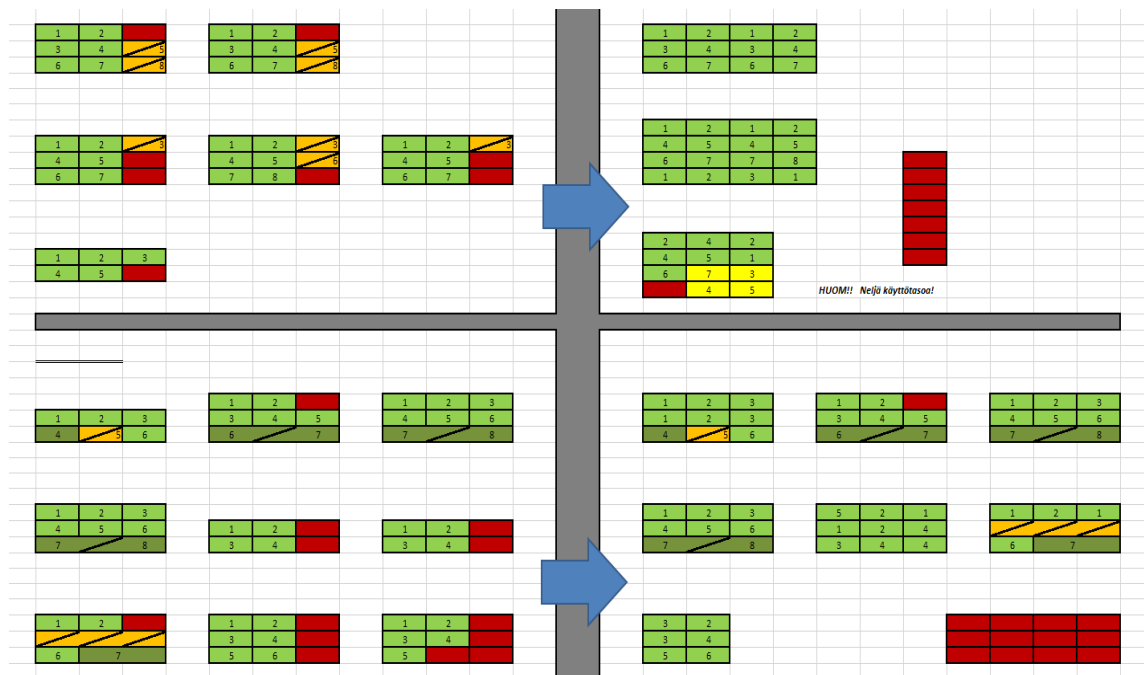 1 2 1 2 1 2 1 2
3 4 5 3 4 5 3 4 3 4
6 7 8 6 7 8 6 7 6 7
1 2 1 2
1 2 3 1 2 3 1 2 3 4 5 4 5
4 5 4 5 6 4 5 6 7 7 8
6 7 7 8 6 7 1 2 3 1
2 4 2
1 2 3 4 5 1
4 5 6 7 3
4 5 HUOM!! Neljä käyttötasoa!
1 2 1 2 3 1 2 3 1 2 1 2 3
1 2 3 3 4 5 4 5 6 1 2 3 3 4 5 4 5 6
4 5 6 6 7 7 8 4 5 6 6 7 7 8
1 2 3 1 2 3 5 2 1 1 2 1
4 5 6 1 2 1 2 4 5 6 1 2 4
7 8 3 4 3 4 7 8 3 4 4 6 7
1 2 1 2 1 2 3 2
3 4 3 4 3 4
6 7 5 6 5 5 6